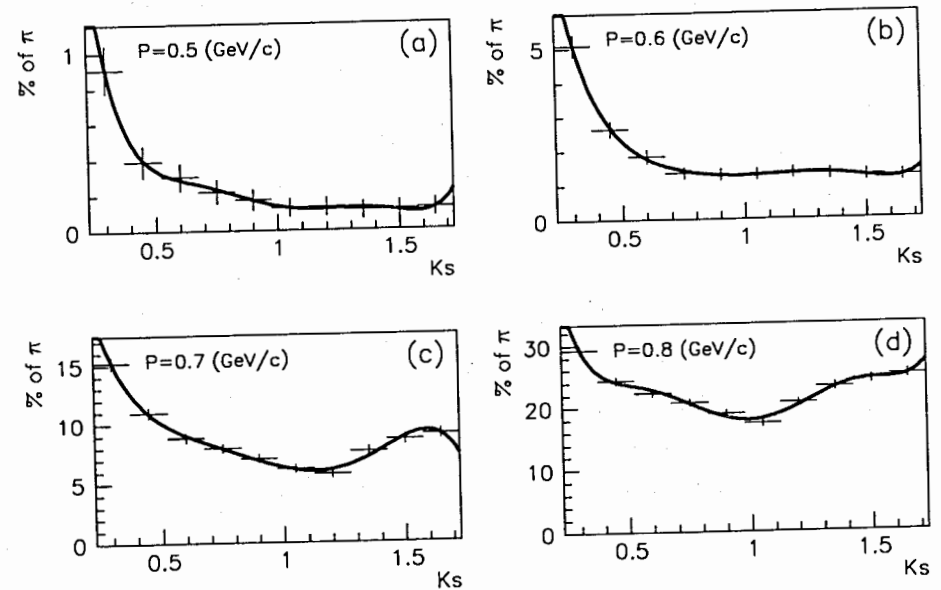 % of π
P=0.5 (GeV/c)
(a)
1
0
0.5
1
1.5
Ks
% of π
P=0.6 (GeV/c)
(b)
5
0
0.5
1
1.5
Ks
% of π
P=0.7 (GeV/c)
(c)
15
10
5
0
0.5
1
1.5
Ks
% of π
P=0.8 (GeV/c)
(d)
30
20
10
0
0.5
1
1.5
Ks